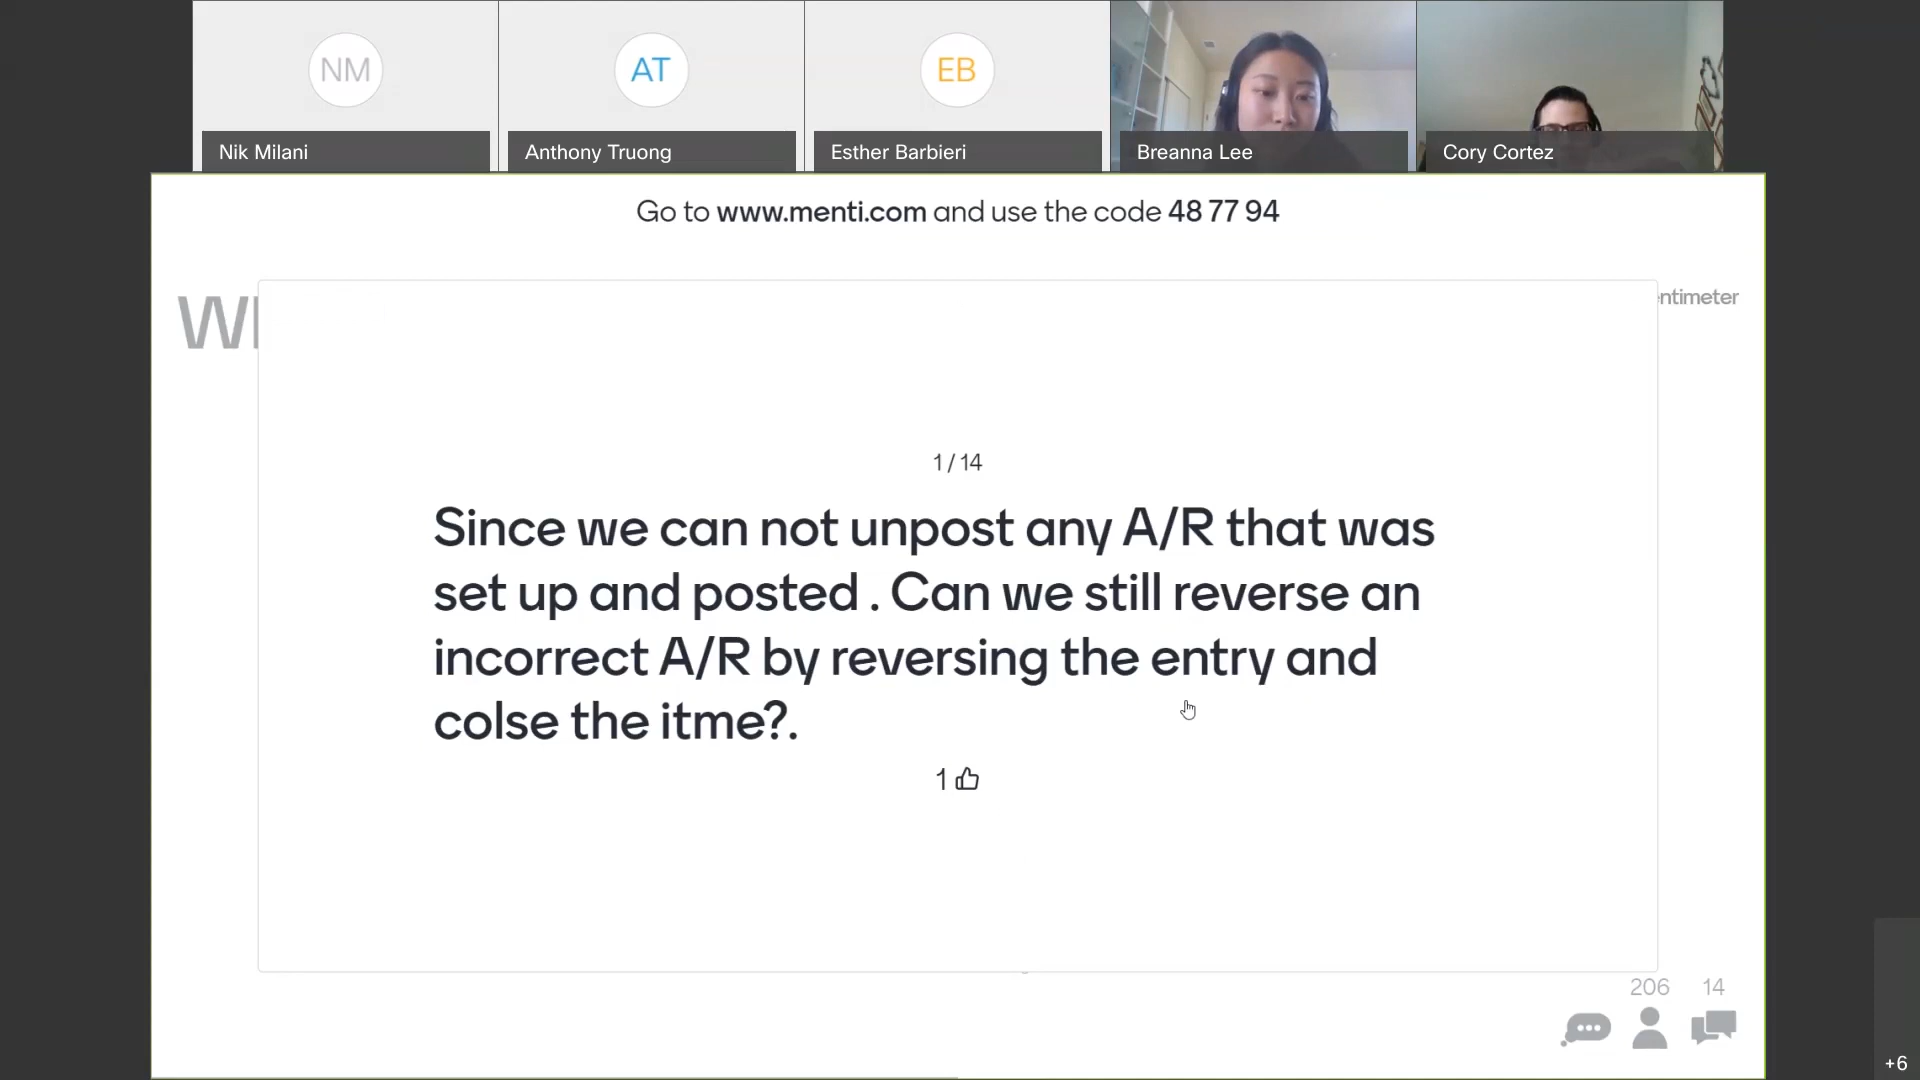 NM
AT
EB
Nik Milani
Anthony Truong
Esther Barbieri
Breanna Lee
Cory Cortez
Go to www.menti.com and use the code 48 77 94
entimeter
1 / 14
Since we can not unpost any A/R that was
set up and posted . Can we still reverse an
incorrect A/R by reversing the entry and
colse the itme?.
1
206
14
+6